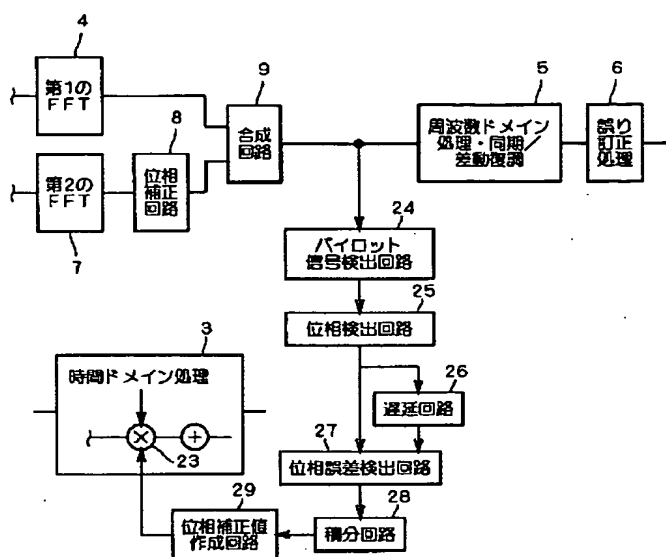 4
第1の
FFT
9
合成
回路
5
周波数ドメイン
処理・同期/
差動復調
6
誤り
訂正
処理
8
位相
補正
回路
第2の
FFT
7
24
パイロット
信号検出回路
25
位相検出回路
3
時間ドメイン処理
23
26
遅延回路
27
位相誤差検出回路
29
位相補正値
作成回路
28
積分回路